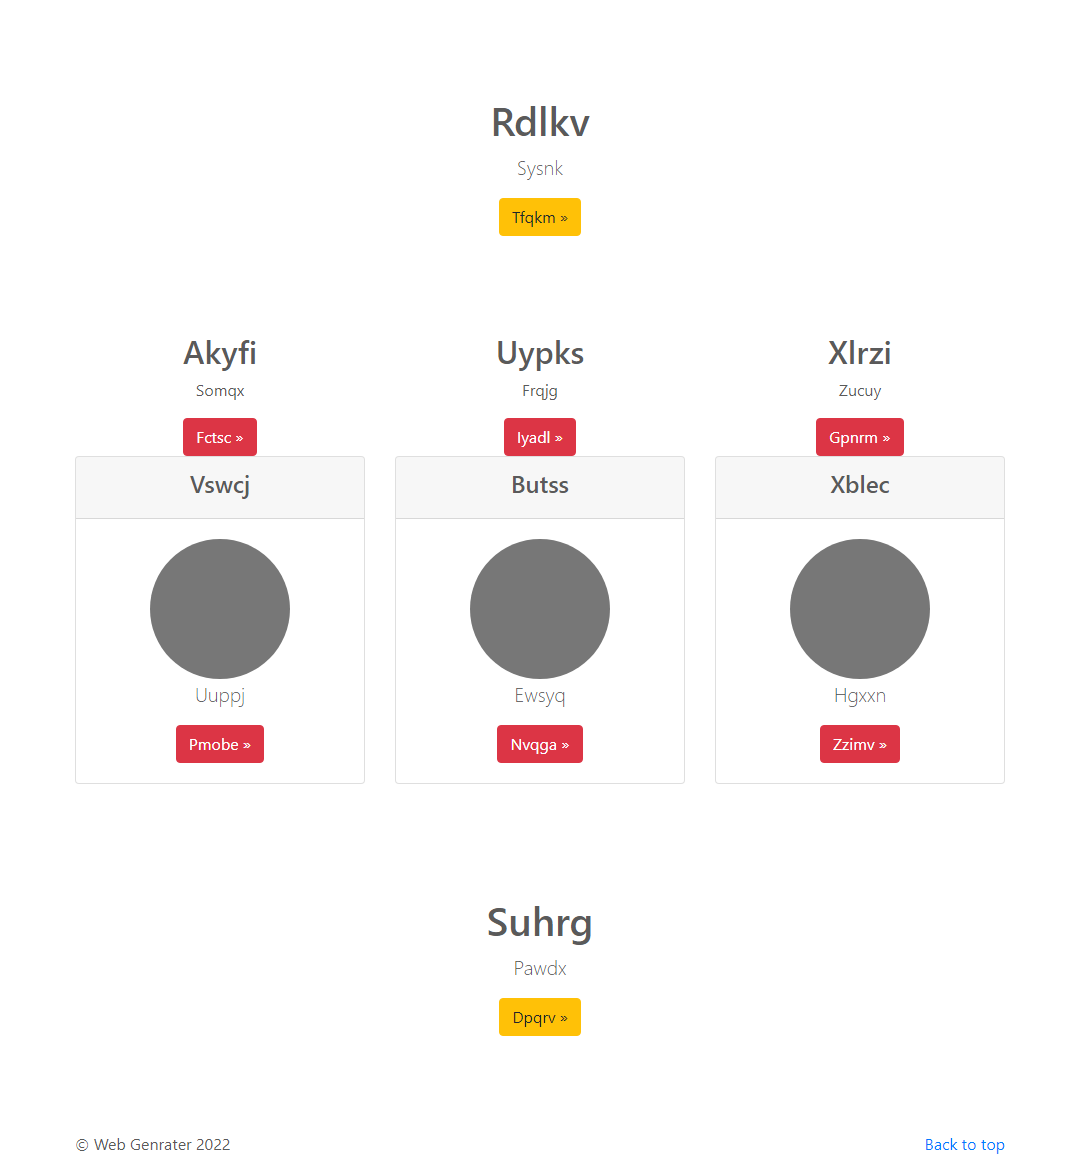 Rdlkv
Sysnk
Tfqkm »
Akyfi
Somqx
Fctsc »
Uypks
Frqjg
Iyadl »
Xlrzi
Zucuy
Gpnrm »
Vswcj
Uuppj
Pmobe »
Butss
Ewsyq
Nvqga »
Xblec
Hgxxn
Zzimv »
Suhrg
Pawdx
Dpqrv »
© Web Genrater 2022
Back to top